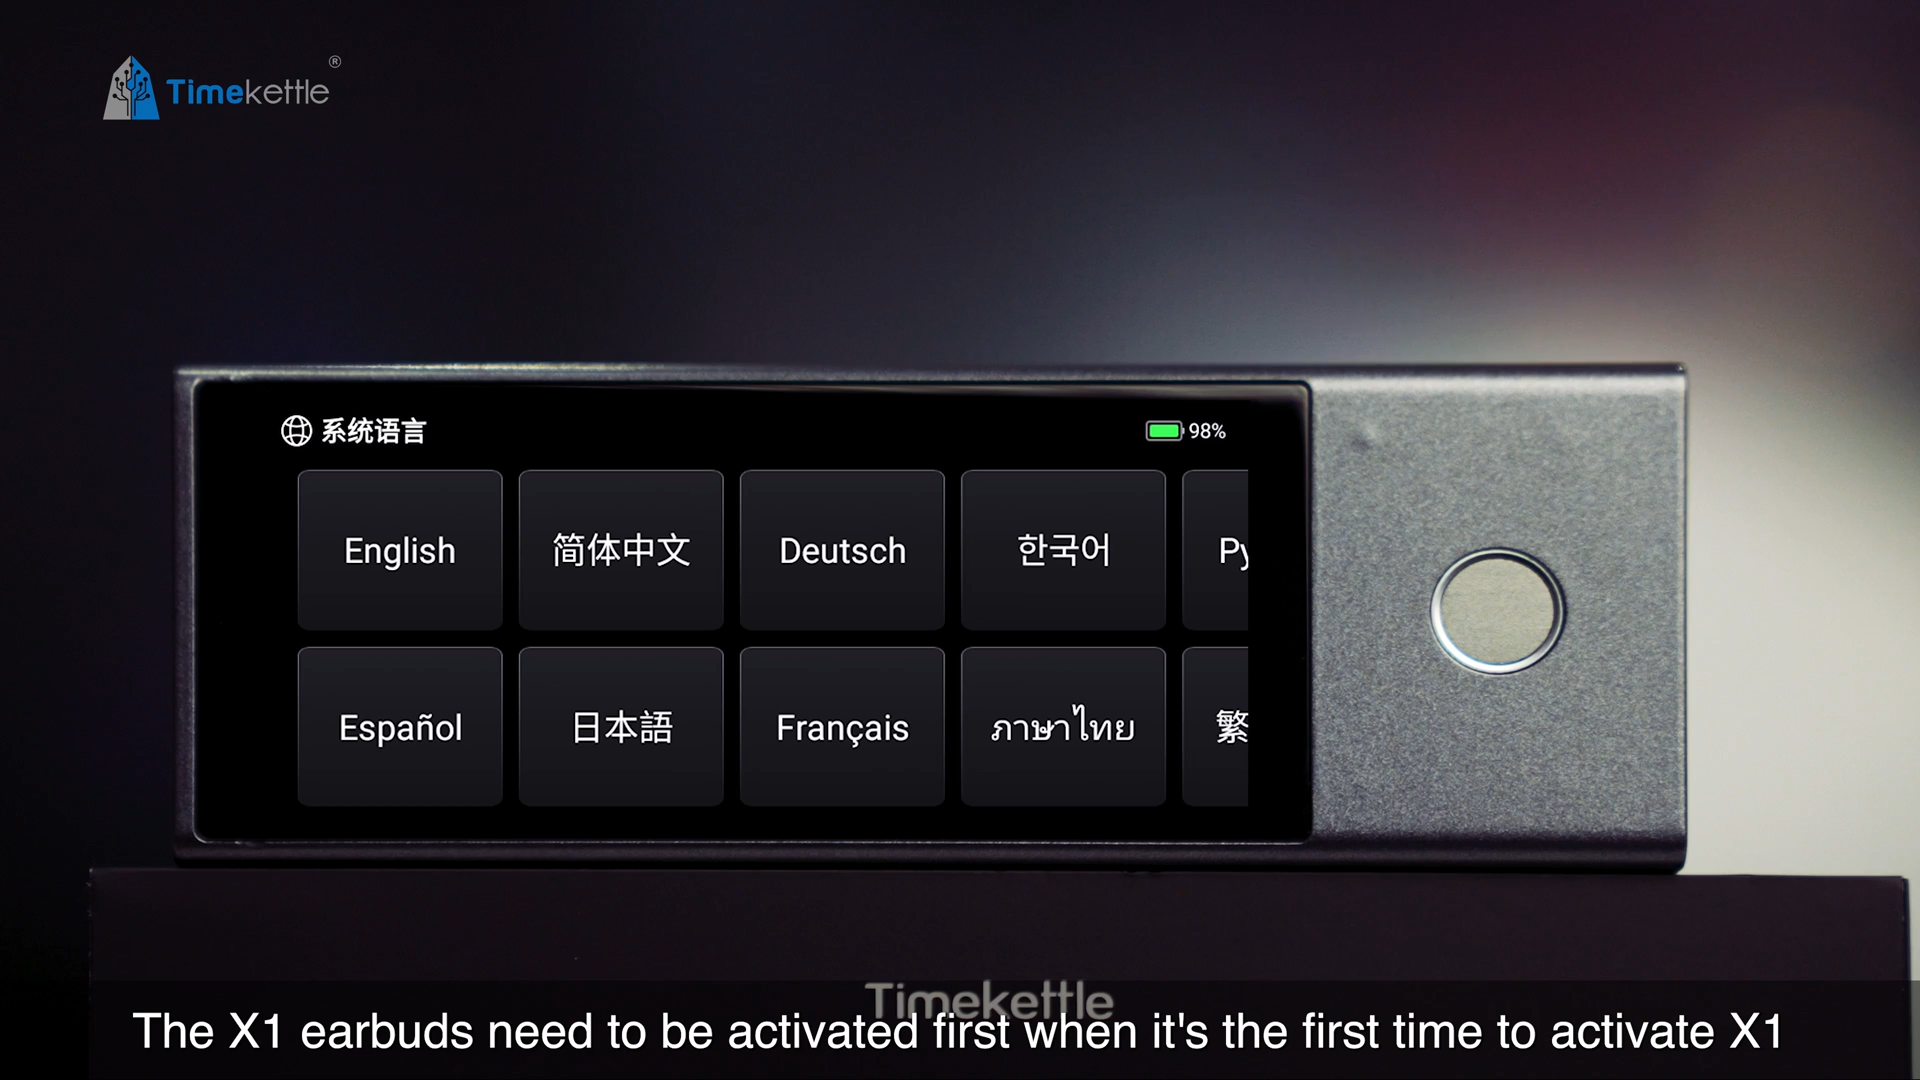 Timekettle®
系统语言
98%
English
简体中文
Deutsch
한국어
Ру
Español
日本語
Français
ภาษาไทย
繁
Timekettle
The X1 earbuds need to be activated first when it's the first time to activate X1